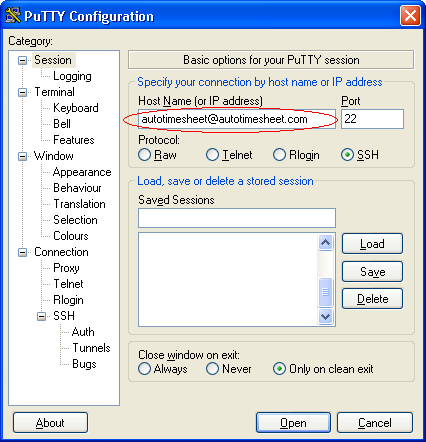 PuTTY Configuration
Category:
Session
Logging
Terminal
Keyboard
Bell
Features
Window
Appearance
Behaviour
Translation
Selection
Colours
Connection
Proxy
Telnet
Rlogin
SSH
Auth
Tunnels
Bugs
Basic options for your PuTTY session
Specify your connection by host name or IP address
Host Name (or IP address) Port
autotimesheet@autotimesheet.com 22
Protocol:
Raw Telnet Rlogin SSH
Load, save or delete a stored session
Saved Sessions
Load
Save
Delete
Close window on exit:
Always Never Only on clean exit
About Open Cancel